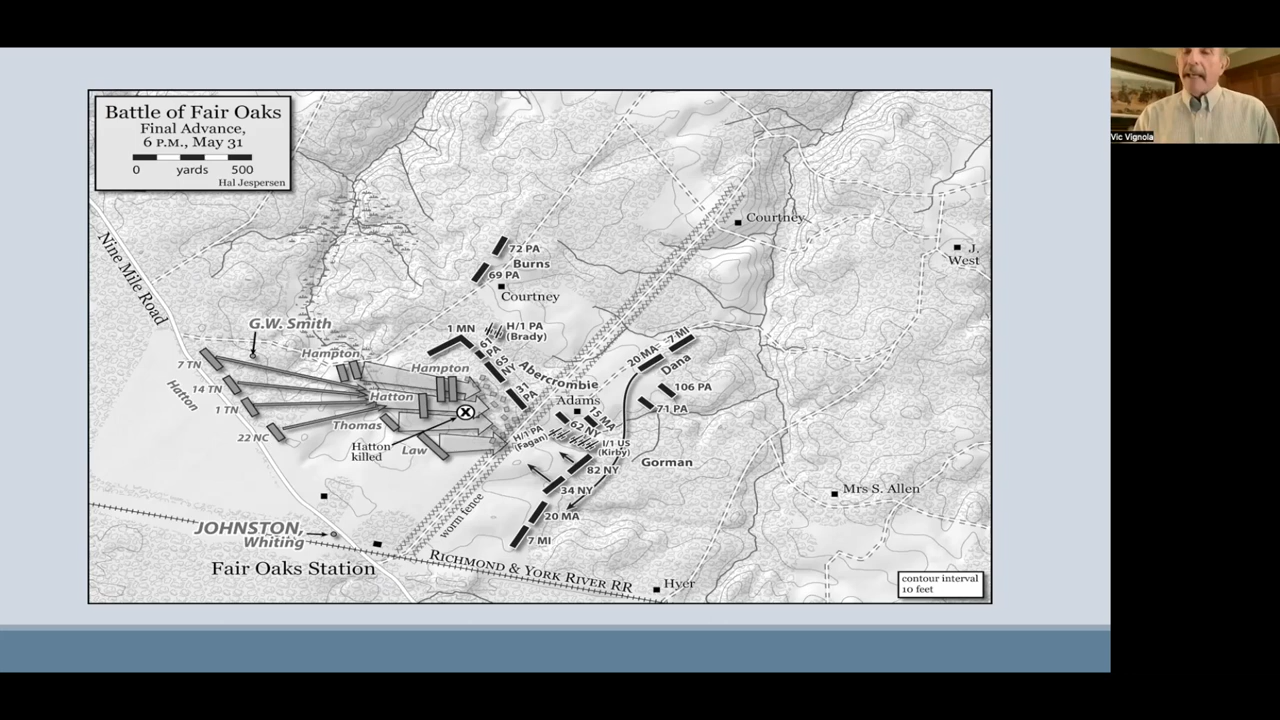 Battle of Fair Oaks
Final Advance,
6 P.M., May 31
0 yards 500
Hal Jespersen
Vic Vignola
Courtney
J.
West
72 PA
Burns
69 PA
Courtney
Nine Mile Road
G.W. Smith
1 MN
H/1 PA
(Brady)
61
PA
65
NY
Hampton
Hampton
7 TN
14 TN
1 TN
22 NC
Hatton
Hatton
Thomas
Hatton
killed
Law
31
PA
Abercrombie
Adams
20 MA
7 MI
Dana
106 PA
71 PA
15 MA
62 NY
H/1 PA
(Fagan)
I/1 US
(Kirby)
82 NY
Gorman
34 NY
20 MA
7 MI
Mrs S. Allen
worm fence
JOHNSTON,
Whiting
Fair Oaks Station
RICHMOND & YORK RIVER RR
Hyer
contour interval
10 feet